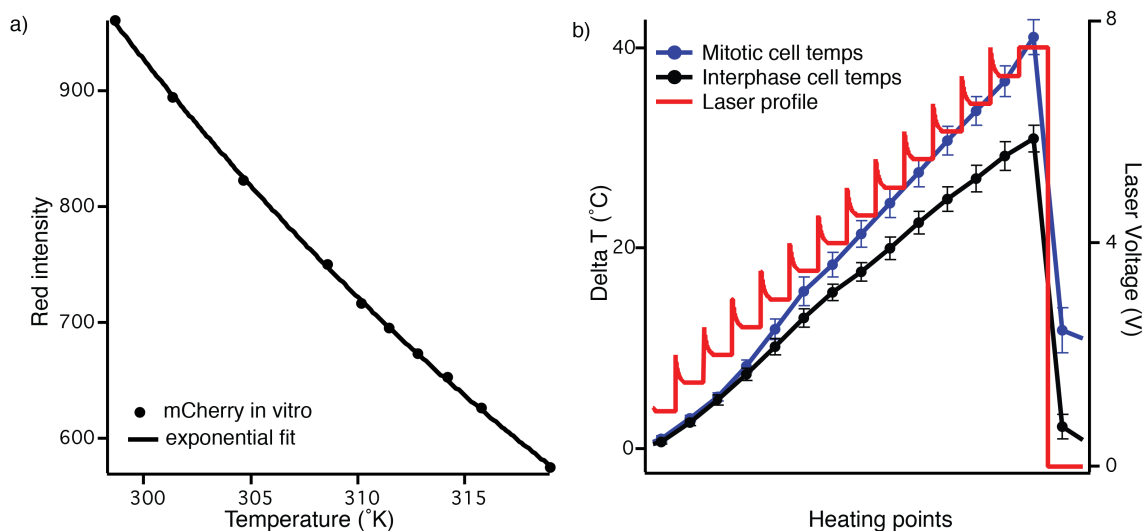 a)
900
800
700
600
Red intensity
mCherry in vitro
exponential fit
300
305
310
315
Temperature (˚K)
b)
40
20
0
Delta T (˚C)
Mitotic cell temps
Interphase cell temps
Laser profile
8
4
0
Laser Voltage (V)
Heating points